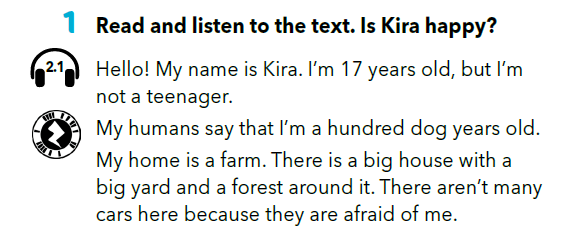 1 Read and listen to the text. Is Kira happy?
2.1 Hello! My name is Kira. I'm 17 years old, but I'm
not a teenager.
My humans say that I'm a hundred dog years old.
My home is a farm. There is a big house with a
big yard and a forest around it. There aren't many
cars here because they are afraid of me.